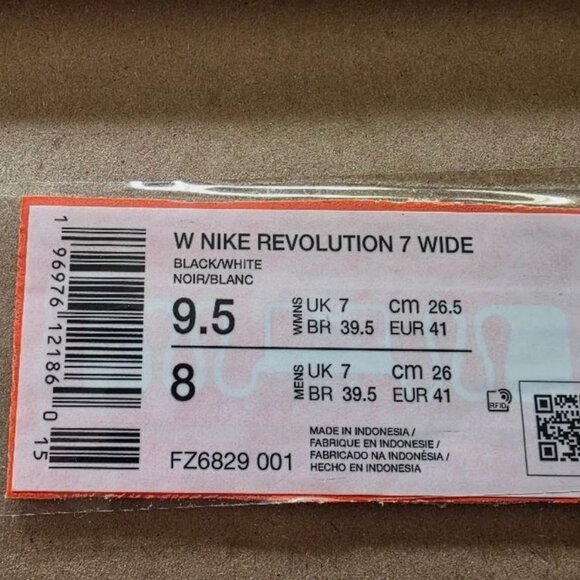 W NIKE REVOLUTION 7 WIDE
BLACK/WHITE
NOIR/BLANC
9.5 WMNS UK 7 CM 26.5
BR 39.5 EUR 41
8 MENS UK 7 CM 26
BR 39.5 EUR 41
RFID
MADE IN INDONESIA /
FABRIQUE EN INDONESIE /
FABRICADO NA INDONÉSIA /
HECHO EN INDONESIA
FZ6829 001
1 96976 12186 0 15